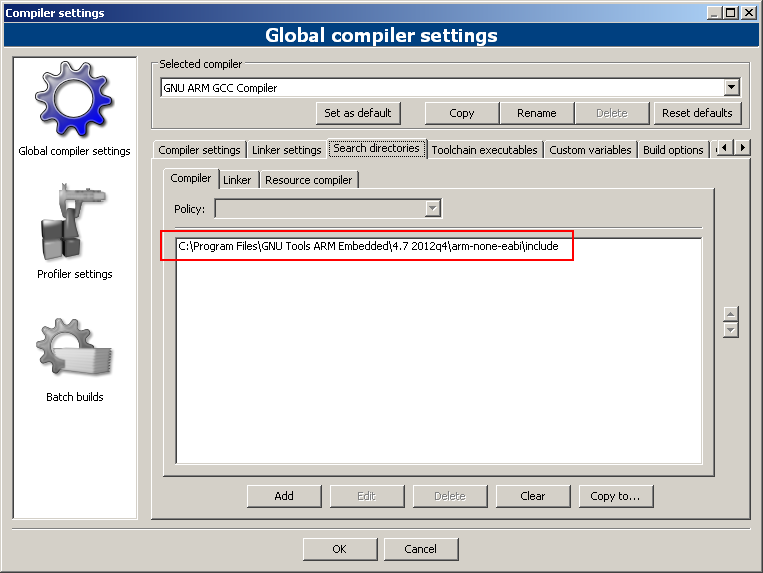 Compiler settings
Global compiler settings
Global compiler settings
Profiler settings
Batch builds
Selected compiler
GNU ARM GCC Compiler
Set as default Copy Rename Delete Reset defaults
Compiler settings Linker settings Search directories Toolchain executables Custom variables Build options
Compiler Linker Resource compiler
Policy:
C:\Program Files\GNU Tools ARM Embedded\4.7 2012q4\arm-none-eabi\include
Add Edit Delete Clear Copy to...
OK Cancel